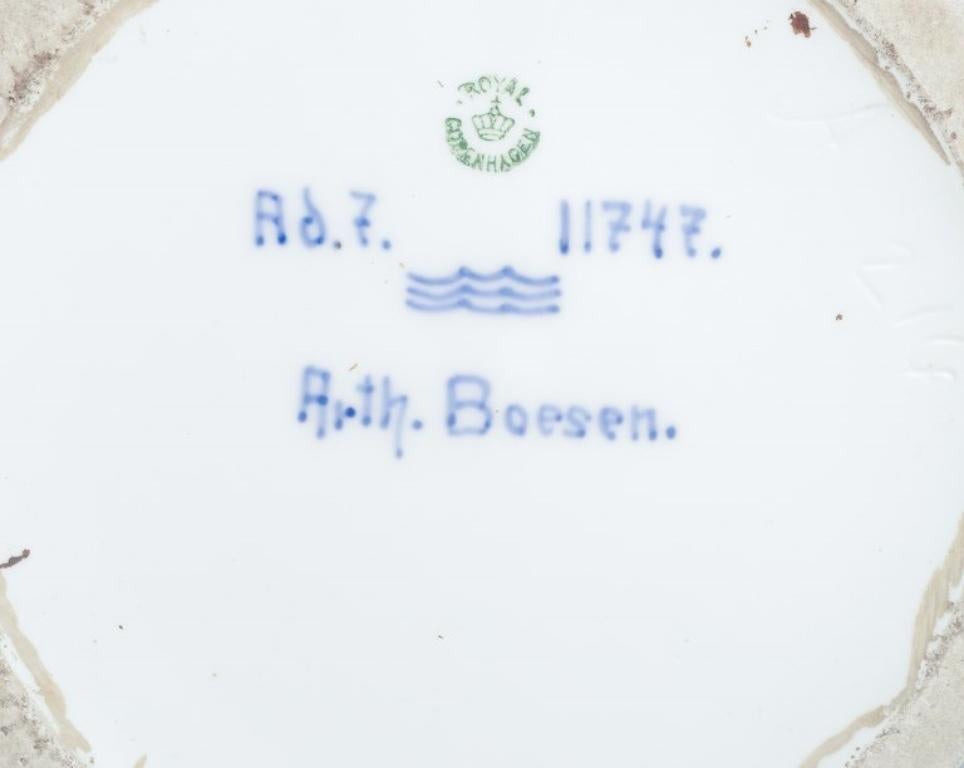 ROYAL COPENHAGEN
Ad.7. 11747.
Arth. Boesen.